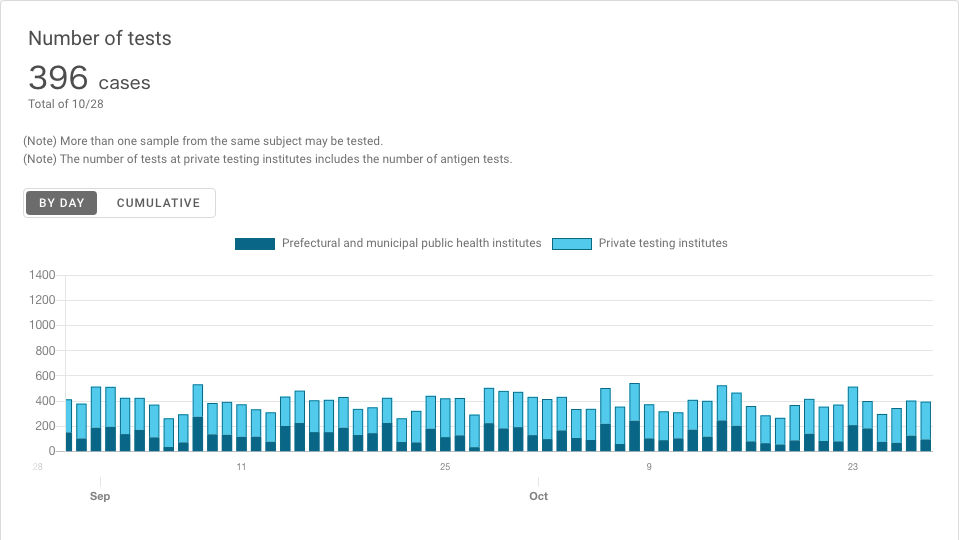 Number of tests
396 cases
Total of 10/28
(Note) More than one sample from the same subject may be tested.
(Note) The number of tests at private testing institutes includes the number of antigen tests.
BY DAY CUMULATIVE
Prefectural and municipal public health institutes Private testing institutes
1400
1200
1000
800
600
400
200
0
28 11 25 9 23
Sep Oct